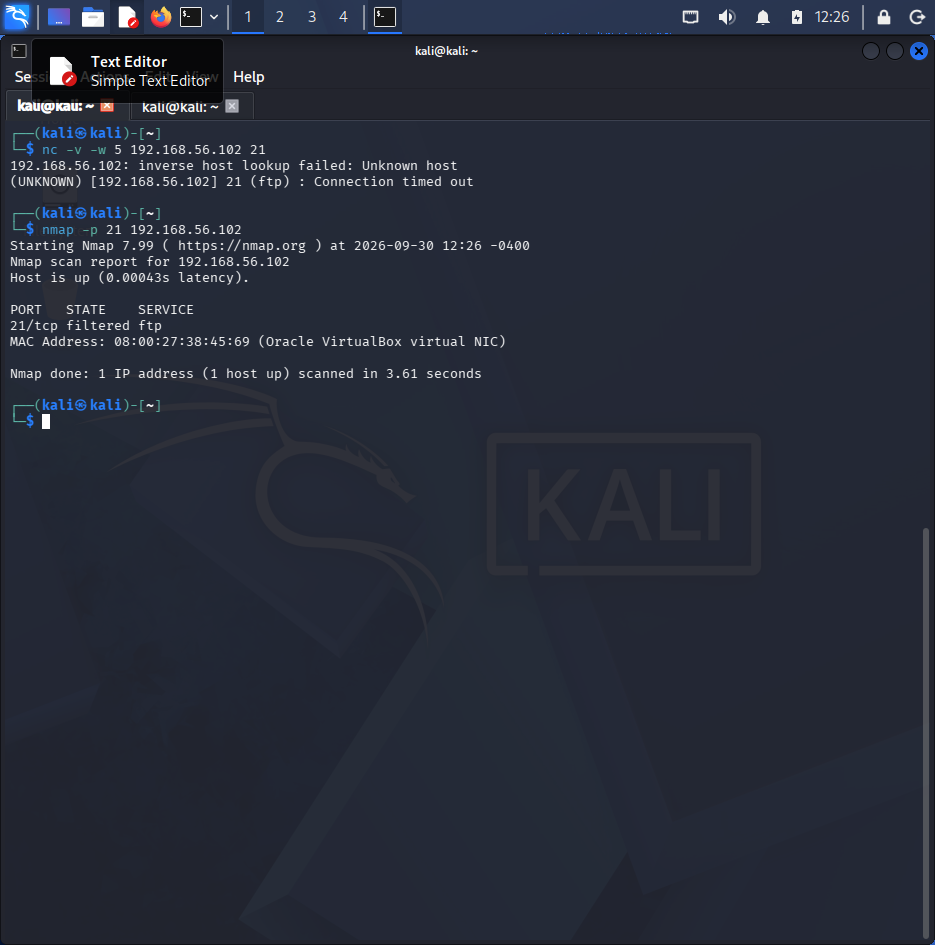 1 2 3 4 12:26
kali@kali: ~
Text Editor
Simple Text Editor
Session Actions Edit View Help
kali@kali: ~ kali@kali: ~
┌──(kali㉿kali)-[~]
└─$ nc -v -w 5 192.168.56.102 21
192.168.56.102: inverse host lookup failed: Unknown host
(UNKNOWN) [192.168.56.102] 21 (ftp) : Connection timed out
┌──(kali㉿kali)-[~]
└─$ nmap -p 21 192.168.56.102
Starting Nmap 7.99 ( https://nmap.org ) at 2026-09-30 12:26 -0400
Nmap scan report for 192.168.56.102
Host is up (0.00043s latency).
PORT STATE SERVICE
21/tcp filtered ftp
MAC Address: 08:00:27:38:45:69 (Oracle VirtualBox virtual NIC)
Nmap done: 1 IP address (1 host up) scanned in 3.61 seconds
┌──(kali㉿kali)-[~]
└─$
KALI